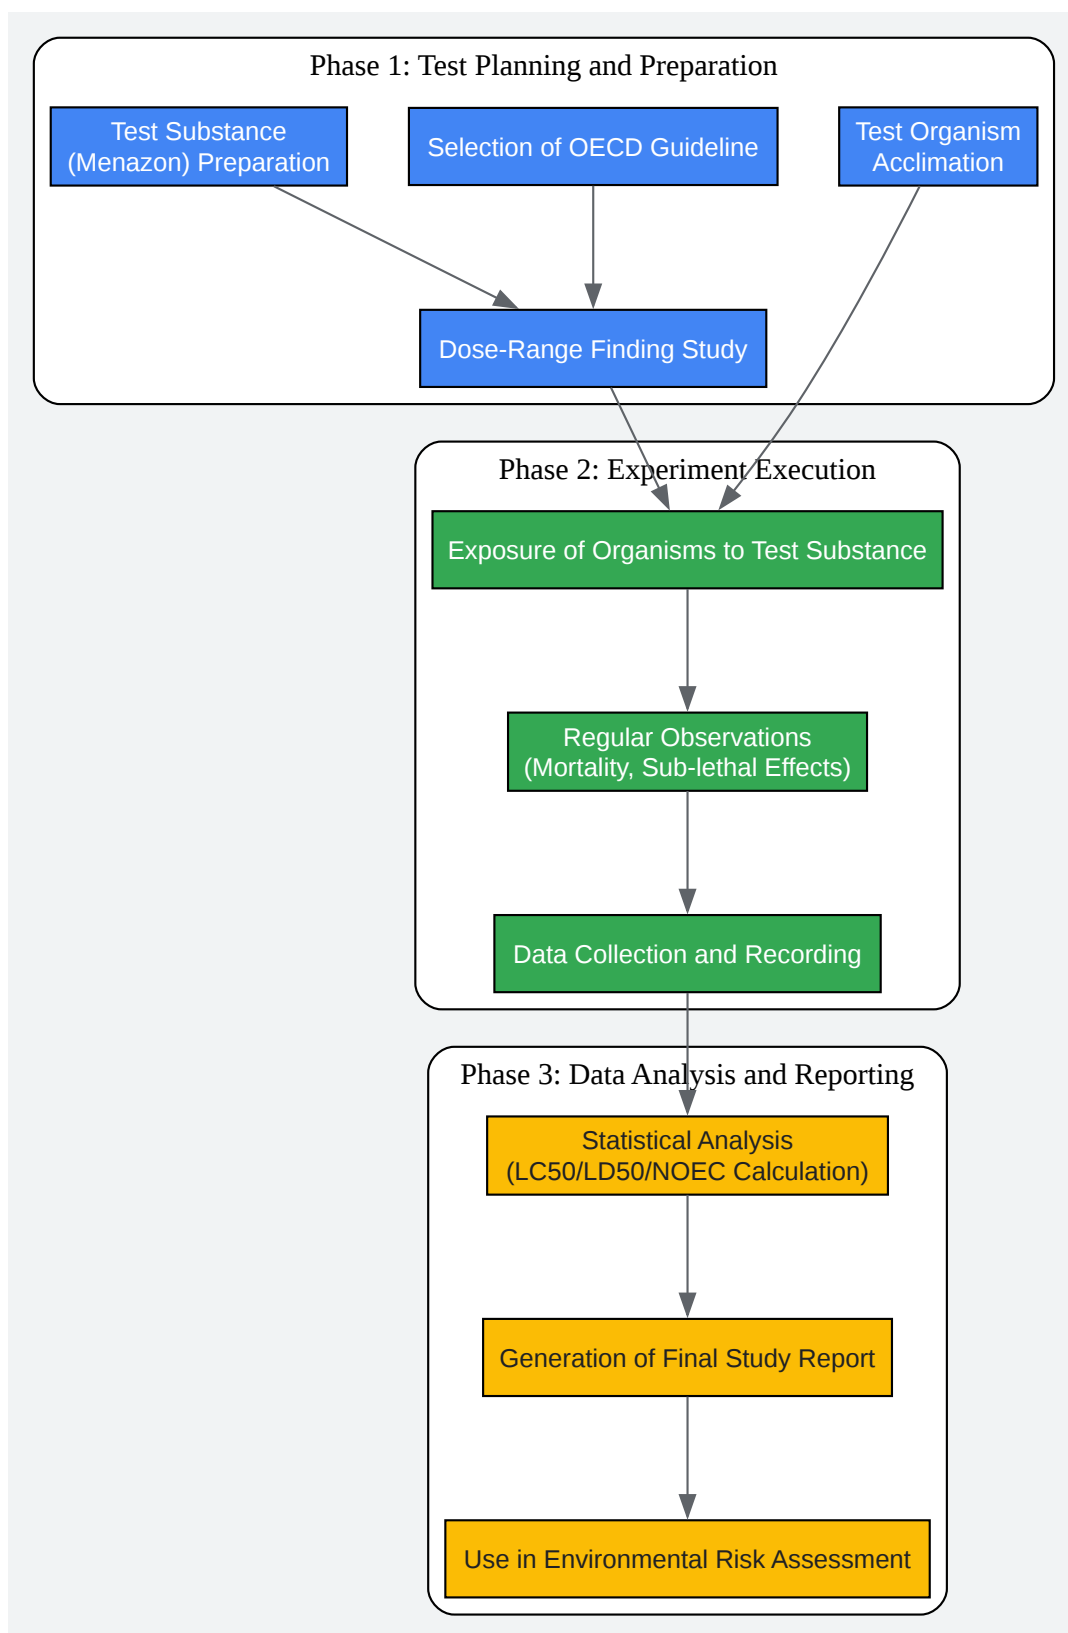 Phase 1: Test Planning and Preparation
Test Substance
(Menazon) Preparation
Selection of OECD Guideline
Test Organism
Acclimation
Dose-Range Finding Study
Phase 2: Experiment Execution
Exposure of Organisms to Test Substance
Regular Observations
(Mortality, Sub-lethal Effects)
Data Collection and Recording
Phase 3: Data Analysis and Reporting
Statistical Analysis
(LC50/LD50/NOEC Calculation)
Generation of Final Study Report
Use in Environmental Risk Assessment